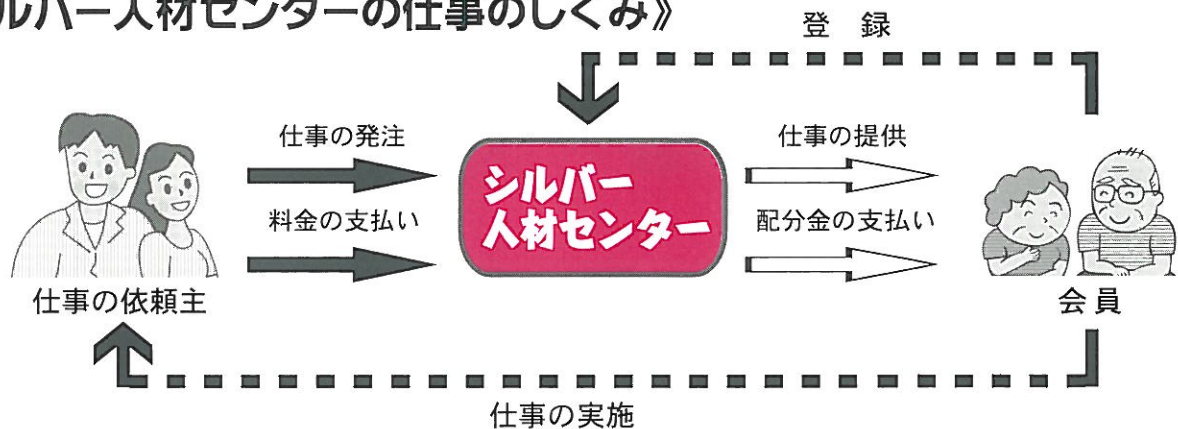 ルバー人材センターの仕事のしくみ》
登 録
仕事の発注
料金の支払い
シルバー
人材センター
仕事の提供
配分金の支払い
仕事の依頼主
会 員
仕事の実施